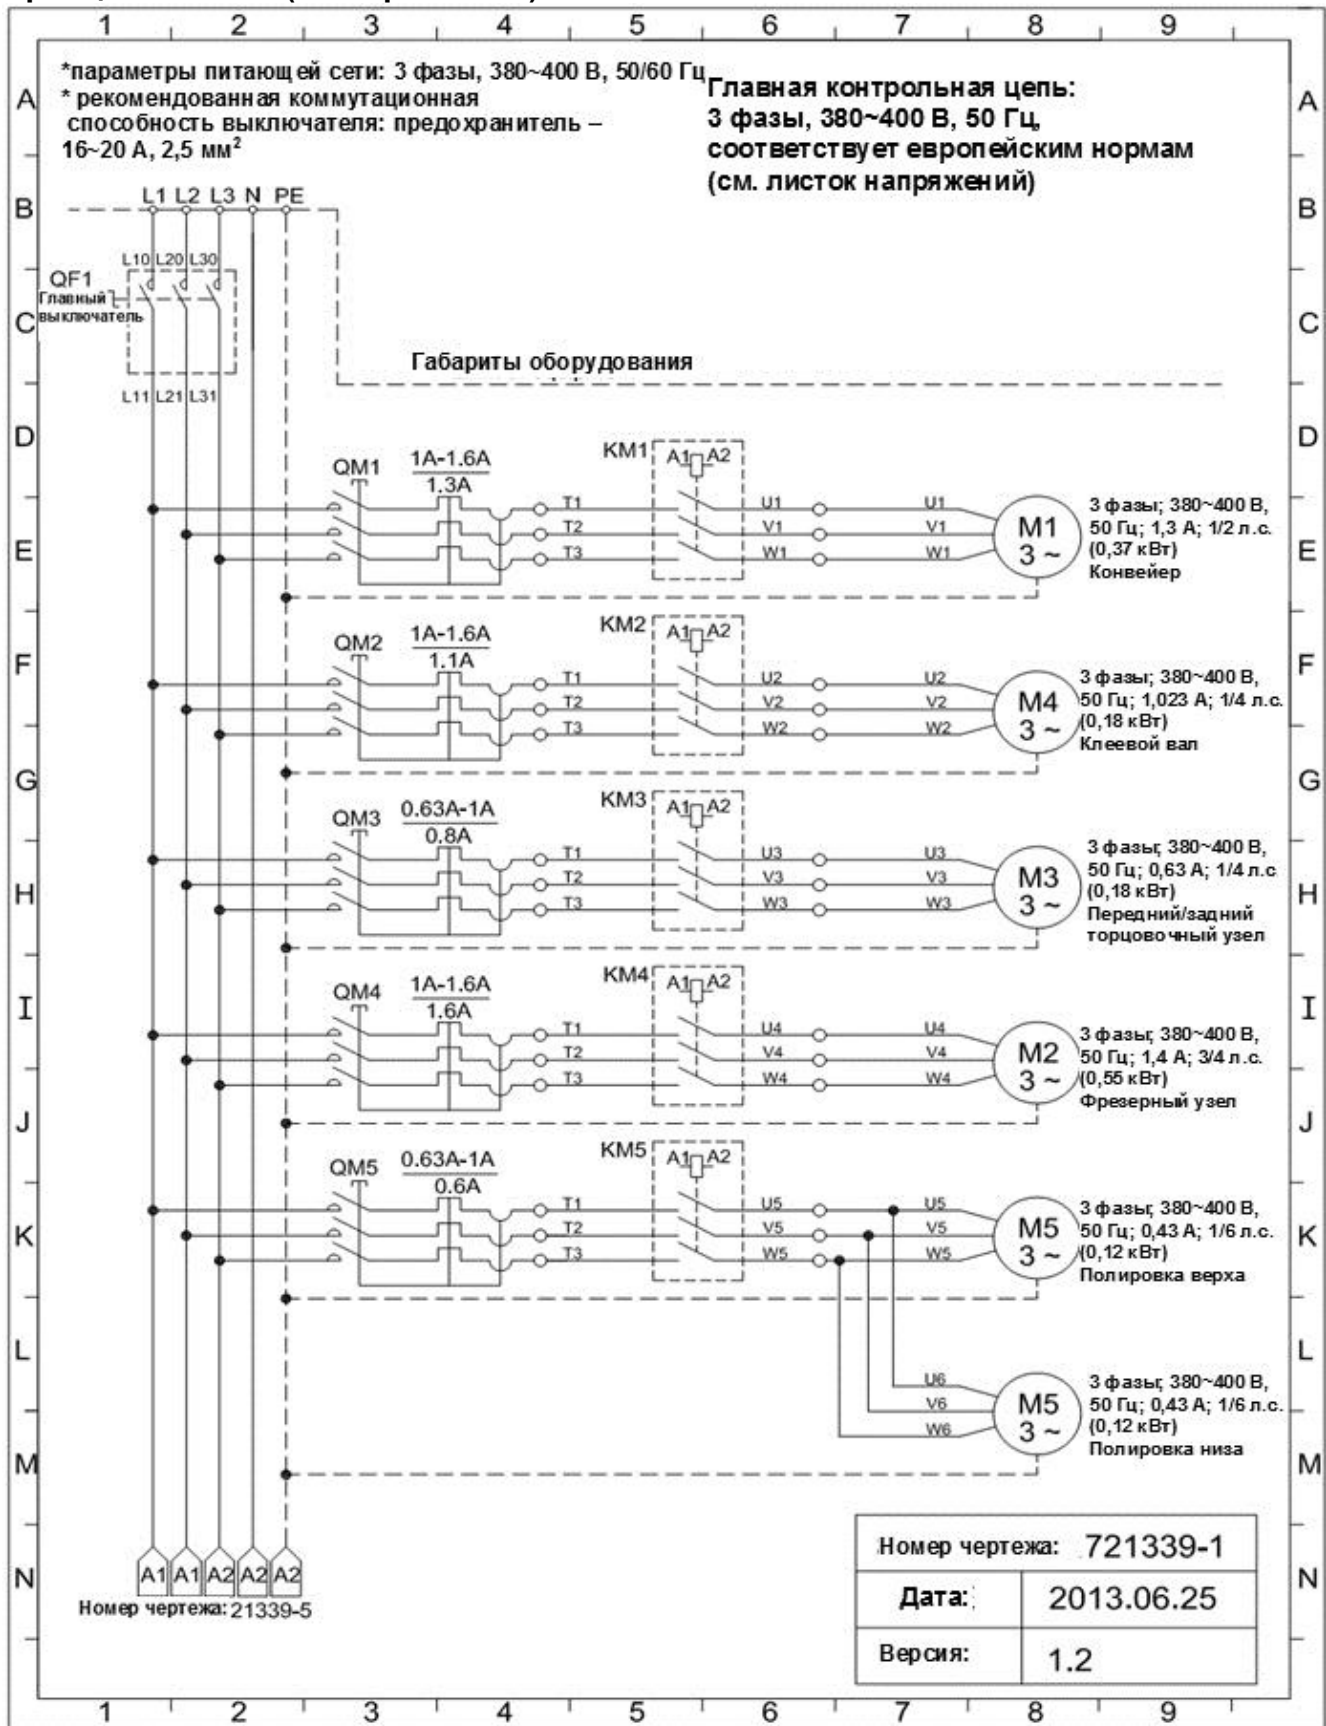 1 2 3 4 5 6 7 8 9
*параметры питающей сети: 3 фазы, 380~400 В, 50/60 Гц
* рекомендованная коммутационная
способность выключателя: предохранитель –
16~20 А, 2,5 мм²
Главная контрольная цепь:
3 фазы, 380~400 В, 50 Гц,
соответствует европейским нормам
(см. листок напряжений)
A A
B B
L1 L2 L3 N PE
L10 L20 L30
QF1
Главный
выключатель
C C
Габариты оборудования
L11 L21 L31
D D
QM1
1A-1.6A
1.3A
KM1
A1 A2
T1 U1 U1
T2 V1 V1
T3 W1 W1
M1
3 ~
3 фазы; 380~400 В,
50 Гц; 1,3 А; 1/2 л.с.
(0,37 кВт)
Конвейер
E E
QM2
1A-1.6A
1.1A
KM2
A1 A2
F F
T1 U2 U2
T2 V2 V2
T3 W2 W2
M4
3 ~
3 фазы; 380~400 В,
50 Гц; 1,023 А; 1/4 л.с.
(0,18 кВт)
Клеевой вал
G G
QM3
0.63A-1A
0.8A
KM3
A1 A2
T1 U3 U3
T2 V3 V3
T3 W3 W3
M3
3 ~
3 фазы; 380~400 В,
50 Гц; 0,63 А; 1/4 л.с
(0,18 кВт)
Передний/задний
торцовочный узел
H H
QM4
1A-1.6A
1.6A
KM4
A1 A2
I I
T1 U4 U4
T2 V4 V4
T3 W4 W4
M2
3 ~
3 фазы; 380~400 В,
50 Гц; 1,4 А; 3/4 л.с.
(0,55 кВт)
Фрезерный узел
J J
QM5
0.63A-1A
0.6A
KM5
A1 A2
T1 U5 U5
T2 V5 V5
T3 W5 W5
M5
3 ~
3 фазы; 380~400 В,
50 Гц; 0,43 А; 1/6 л.с.
(0,12 кВт)
Полировка верха
K K
L L
U6
V6
W6
M5
3 ~
3 фазы; 380~400 В,
50 Гц; 0,43 А; 1/6 л.с.
(0,12 кВт)
Полировка низа
M M
N N
A1 A1 A2 A2 A2
Номер чертежа: 21339-5
Номер чертежа: 721339-1
Дата: 2013.06.25
Версия: 1.2
1 2 3 4 5 6 7 8 9